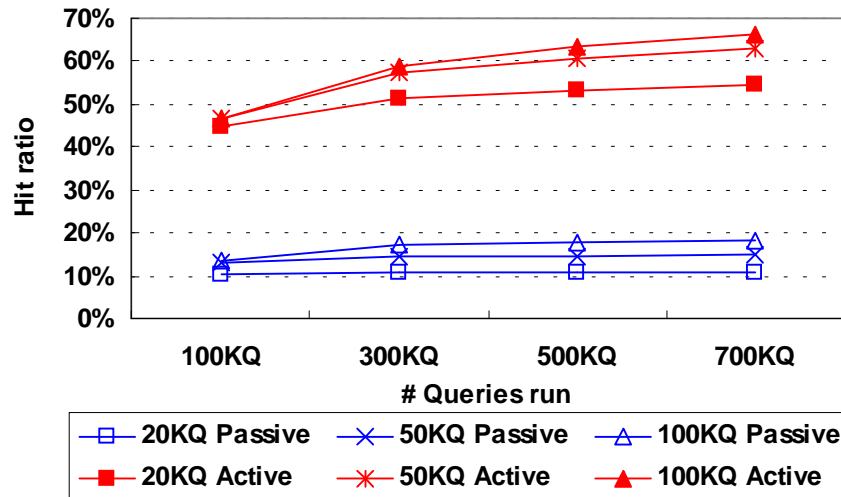 70%
60%
50%
40%
30%
20%
10%
0%
Hit ratio
100KQ 300KQ 500KQ 700KQ
# Queries run
20KQ Passive 50KQ Passive 100KQ Passive
20KQ Active 50KQ Active 100KQ Active